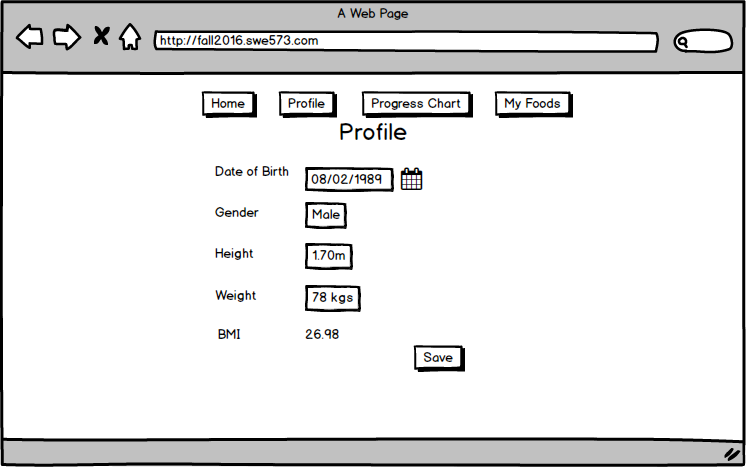 A Web Page
http://fall2016.swe573.com
Home Profile Progress Chart My Foods
Profile
Date of Birth 08/02/1989
Gender Male
Height 1.70m
Weight 78 kgs
BMI 26.98
Save